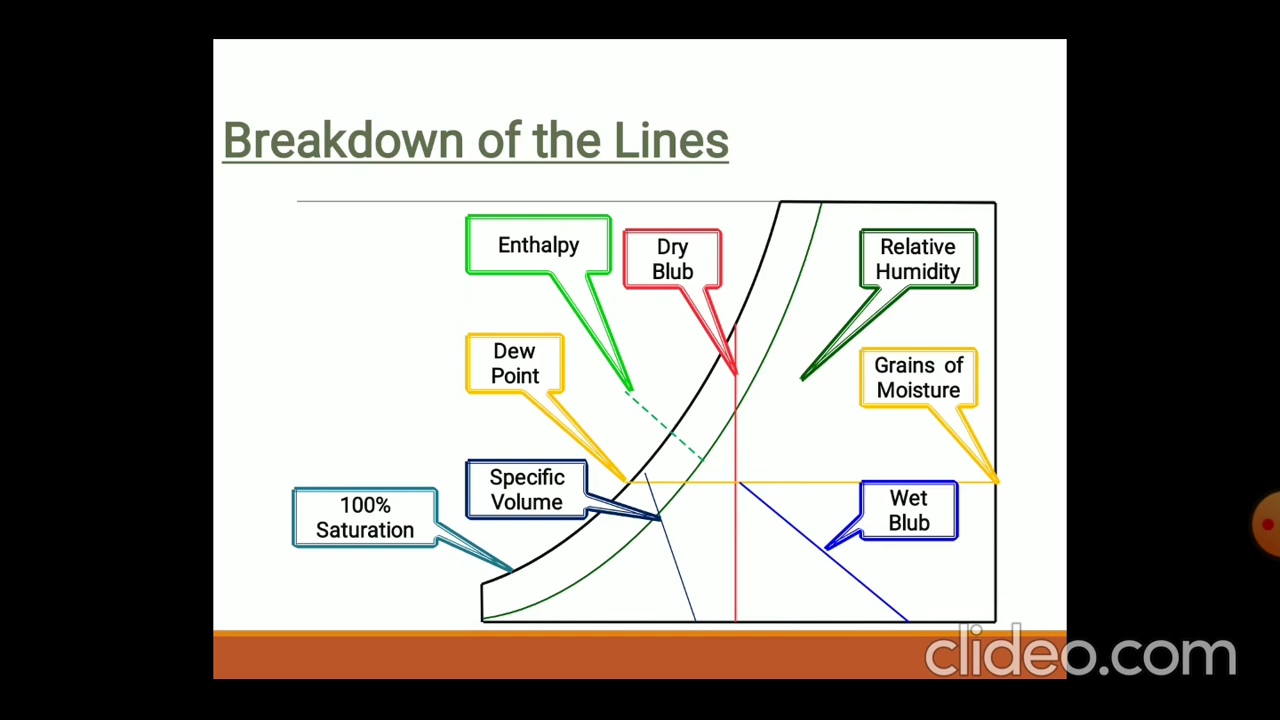 Breakdown of the Lines
Enthalpy
Dry
Blub
Relative
Humidity
Dew
Point
Grains of
Moisture
Specific
Volume
100%
Saturation
Wet
Blub
clideo.com